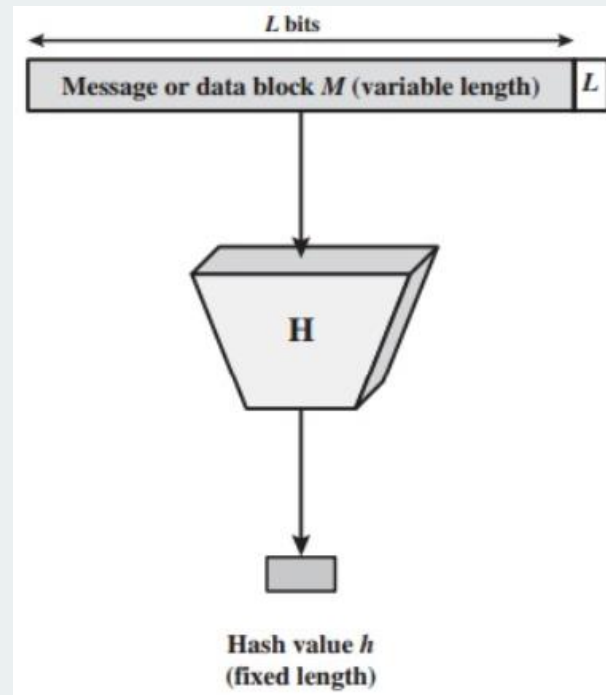 L bits
Message or data block M (variable length) L
H
Hash value h
(fixed length)